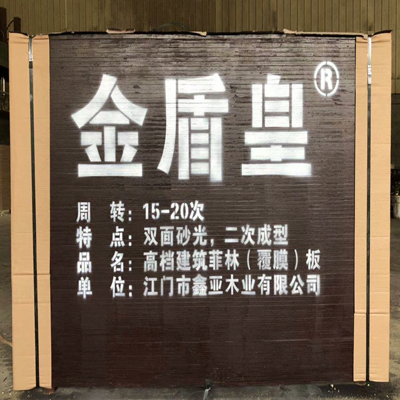 金盾皇®
周 转：15-20次
特 点：双面砂光，二次成型
品 名：高档建筑菲林（覆膜）板
单 位：江门市鑫亚木业有限公司